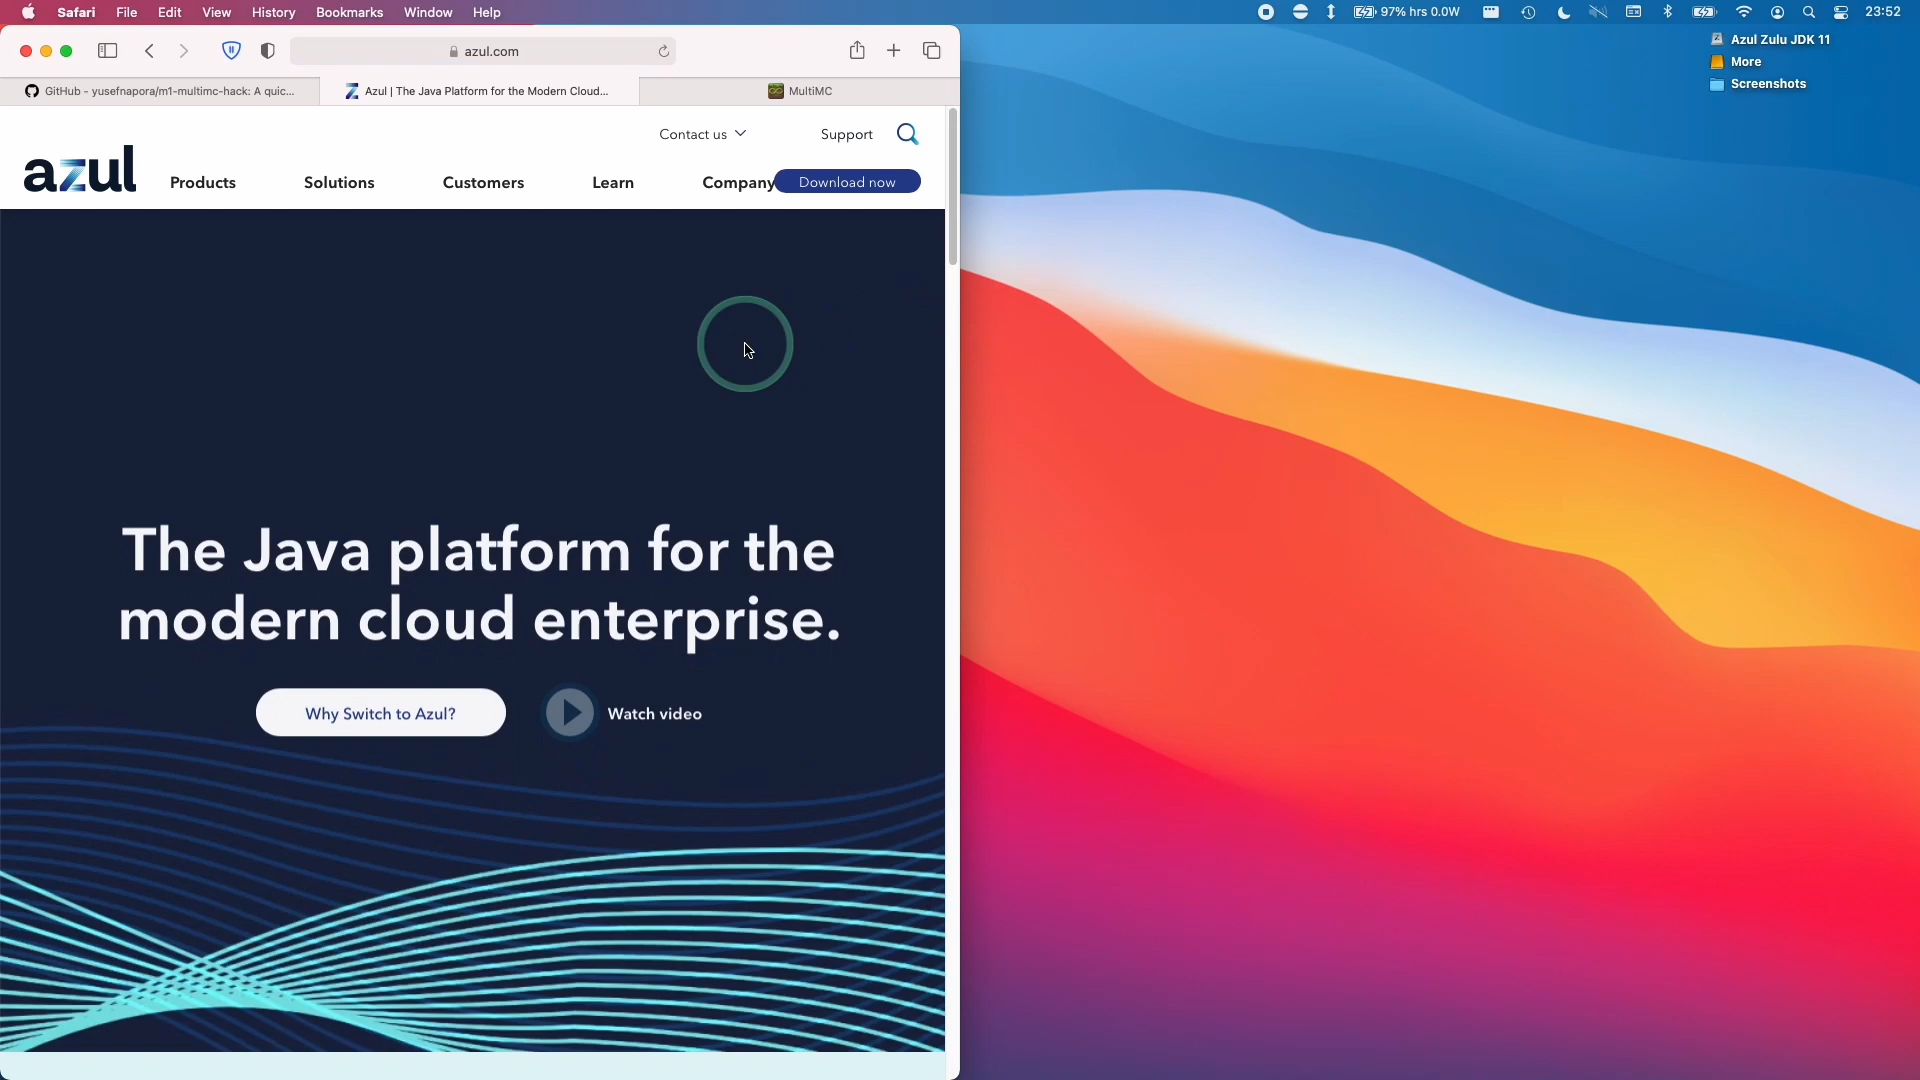 Safari File Edit View History Bookmarks Window Help
97% hrs 0.0W
23:52
azul.com
GitHub - yusefnapora/m1-multimc-hack: A quic...
Azul | The Java Platform for the Modern Cloud...
MultiMC
Azul Zulu JDK 11
More
Screenshots
Contact us
Support
azul
Products
Solutions
Customers
Learn
Company
Download now
The Java platform for the
modern cloud enterprise.
Why Switch to Azul?
Watch video